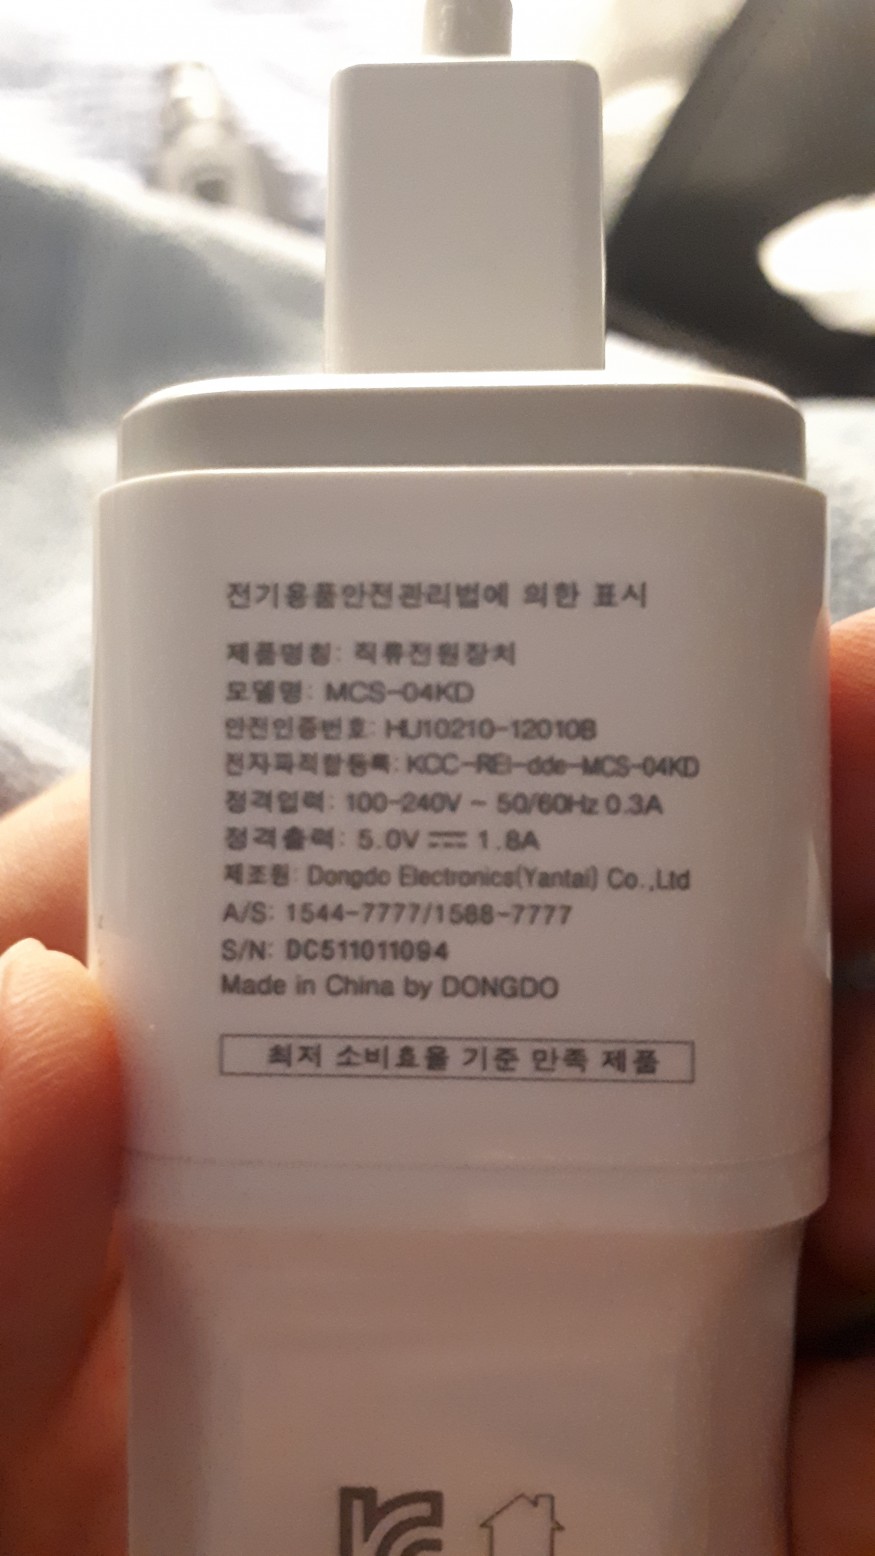 전기용품안전관리법에 의한 표시
제품명칭: 직류전원장치
모델명: MCS-04KD
안전인증번호: HU10210-12010B
전자파적합등록: KCC-REI-dde-MCS-04KD
정격입력: 100-240V ~ 50/60Hz 0.3A
정격출력: 5.0V ⎓ 1.8A
제조원: Dongdo Electronics(Yantai) Co.,Ltd
A/S: 1544-7777/1588-7777
S/N: DC511011094
Made in China by DONGDO
최저 소비효율 기준 만족 제품